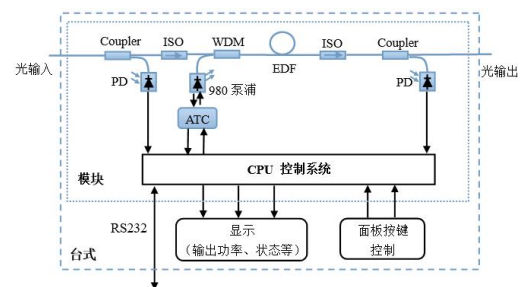 Coupler
ISO
WDM
EDF
ISO
Coupler
光输入
光输出
PD
980 泵浦
PD
ATC
CPU 控制系统
模块
RS232
显示
（输出功率、状态等）
面板按键
控制
台式